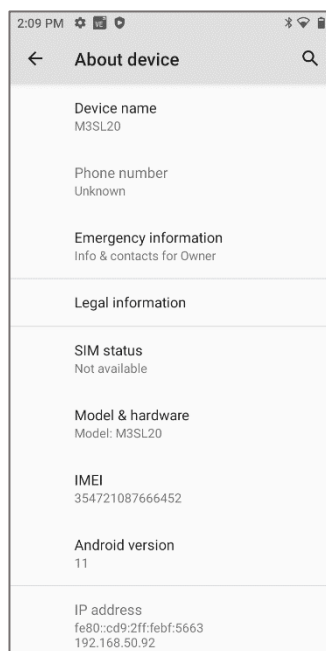 2:09 PM
About device
Device name
M3SL20
Phone number
Unknown
Emergency information
Info & contacts for Owner
Legal information
SIM status
Not available
Model & hardware
Model: M3SL20
IMEI
354721087666452
Android version
11
IP address
fe80::cd9:2ff:febf:5663
192.168.50.92